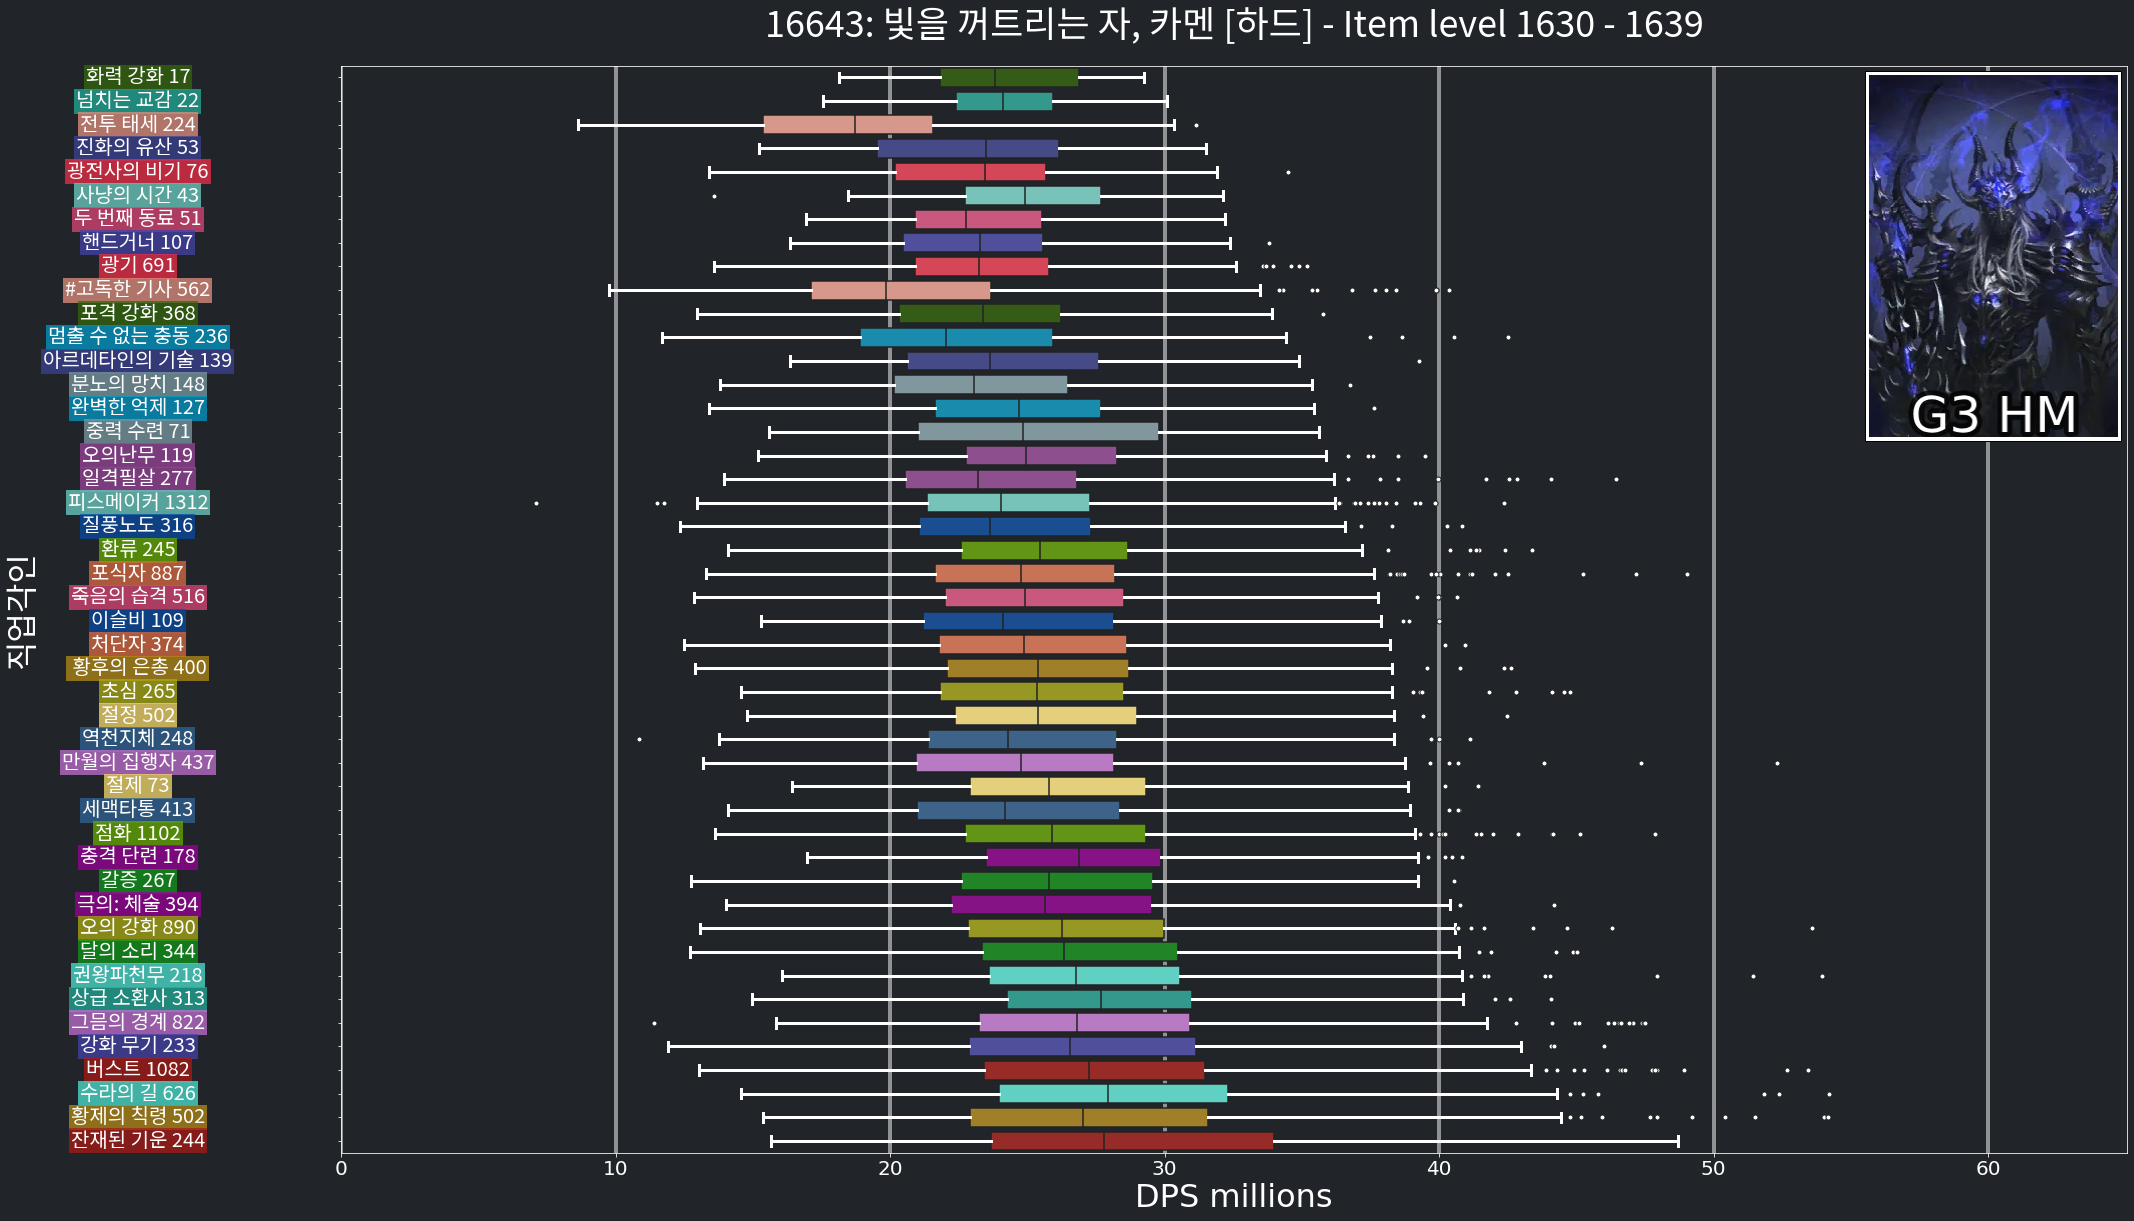 16643: 빛을 꺼트리는 자, 카멘 [하드] - Item level 1630 - 1639
화력 강화 17
넘치는 교감 22
전투 태세 224
진화의 유산 53
광전사의 비기 76
사냥의 시간 43
두 번째 동료 51
핸드거너 107
광기 691
#고독한 기사 562
포격 강화 368
멈출 수 없는 충동 236
아르데타인의 기술 139
분노의 망치 148
완벽한 억제 127
중력 수련 71
오의난무 119
일격필살 277
피스메이커 1312
질풍노도 316
환류 245
포식자 887
죽음의 습격 516
이슬비 109
처단자 374
황후의 은총 400
초심 265
절정 502
역천지체 248
만월의 집행자 437
절제 73
세맥타통 413
점화 1102
충격 단련 178
갈증 267
극의: 체술 394
오의 강화 890
달의 소리 344
권왕파천무 218
상급 소환사 313
그믐의 경계 822
강화 무기 233
버스트 1082
수라의 길 626
황제의 칙령 502
잔재된 기운 244
직업각인
G3 HM
0 10 20 30 40 50 60
DPS millions